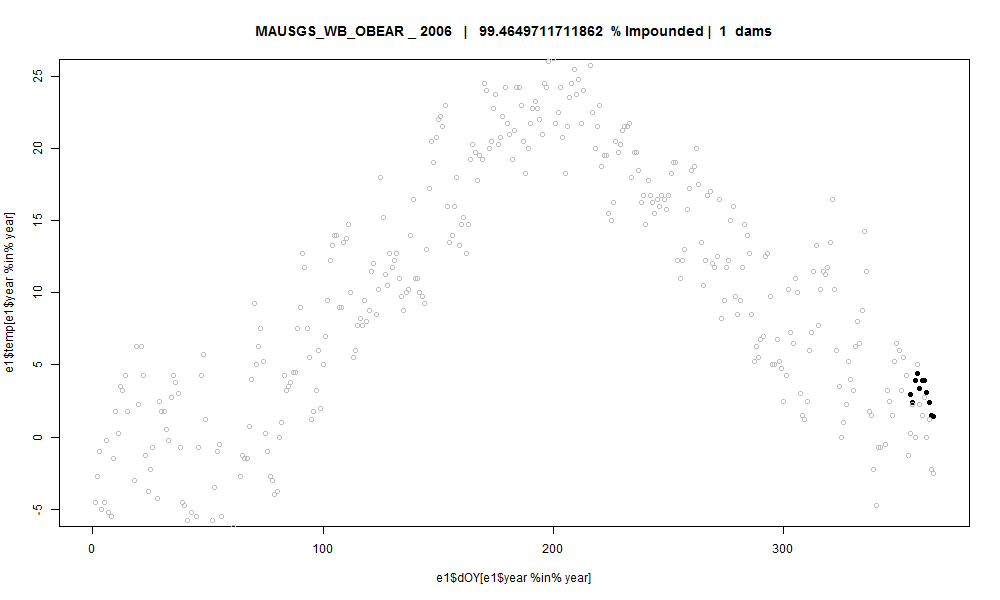 MAUSGS_WB_OBEAR _ 2006 | 99.4649711711862 % Impounded | 1 dams
e1$temp[e1$year %in% year]
25
20
15
10
5
0
-5
0 100 200 300
e1$dOY[e1$year %in% year]